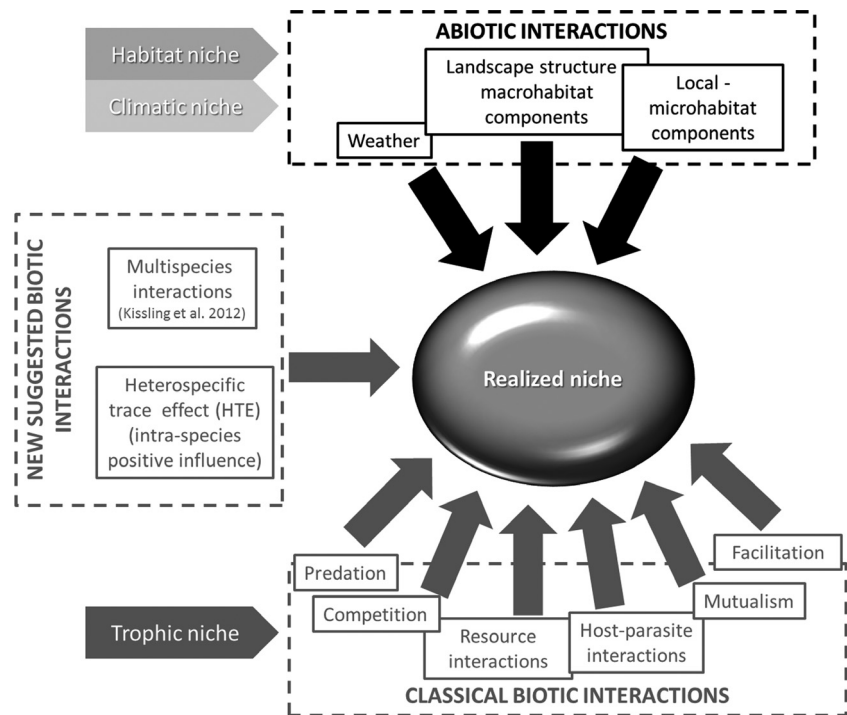 ABIOTIC INTERACTIONS
Habitat niche
Climatic niche
Landscape structure
macrohabitat
components
Local -
microhabitat
components
Weather
NEW SUGGESTED BIOTIC
INTERACTIONS
Multispecies
interactions
(Kissling et al. 2012)
Heterospecific
trace effect (HTE)
(intra-species
positive influence)
Realized niche
Predation
Competition
Resource
interactions
Host-parasite
interactions
Mutualism
Facilitation
Trophic niche
CLASSICAL BIOTIC INTERACTIONS